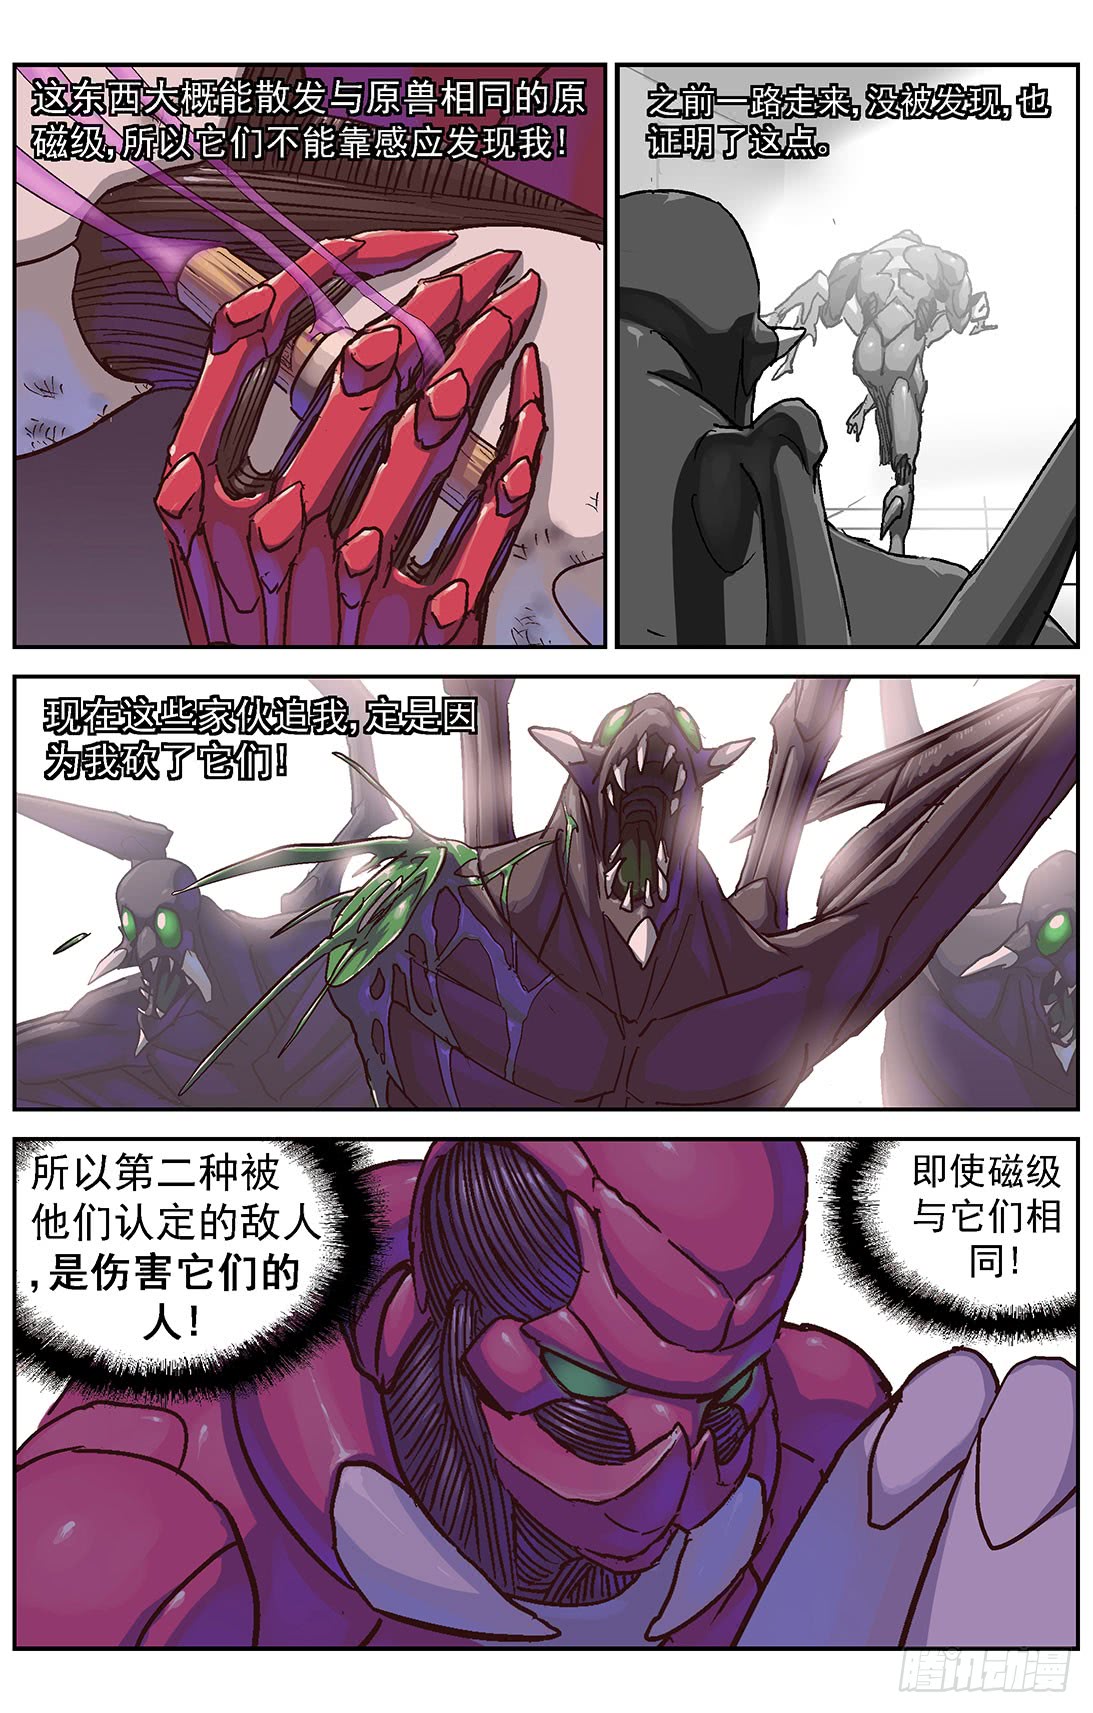 这东西大概能散发与原兽相同的原
磁级,所以它们不能靠感应发现我!
之前一路走来,没被发现,也
证明了这点。
现在这些家伙追我,定是因
为我砍了它们!
所以第二种被
他们认定的敌人
,是伤害它们的
人!
即使磁级
与它们相
同!
腾讯动漫